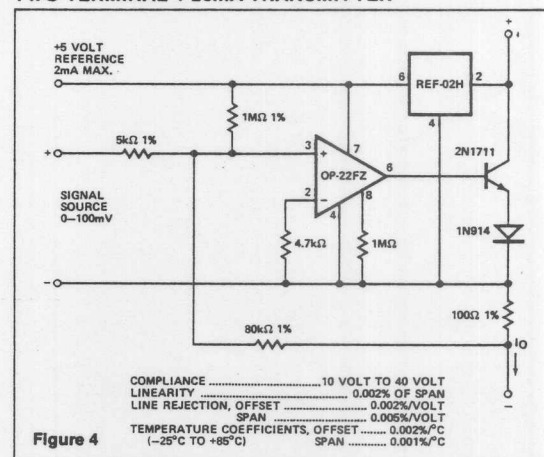 TWO TERMINAL 4-20mA TRANSMITTER
+5 VOLT
REFERENCE
2mA MAX.
6
REF-02H
2
4
+
1MΩ 1%
5kΩ 1%
+
3
+
7
2N1711
OP-22FZ
6
SIGNAL
SOURCE
0–100mV
2
–
4
8
1N914
4.7kΩ
1MΩ
–
100Ω 1%
80kΩ 1%
IO
–
COMPLIANCE ........................ 10 VOLT TO 40 VOLT
LINEARITY ........................ 0.002% OF SPAN
LINE REJECTION, OFFSET ............... 0.002%/VOLT
SPAN ........................ 0.005%/VOLT
TEMPERATURE COEFFICIENTS, OFFSET .... 0.002%/°C
(–25°C TO +85°C) SPAN ........ 0.001%/°C
Figure 4